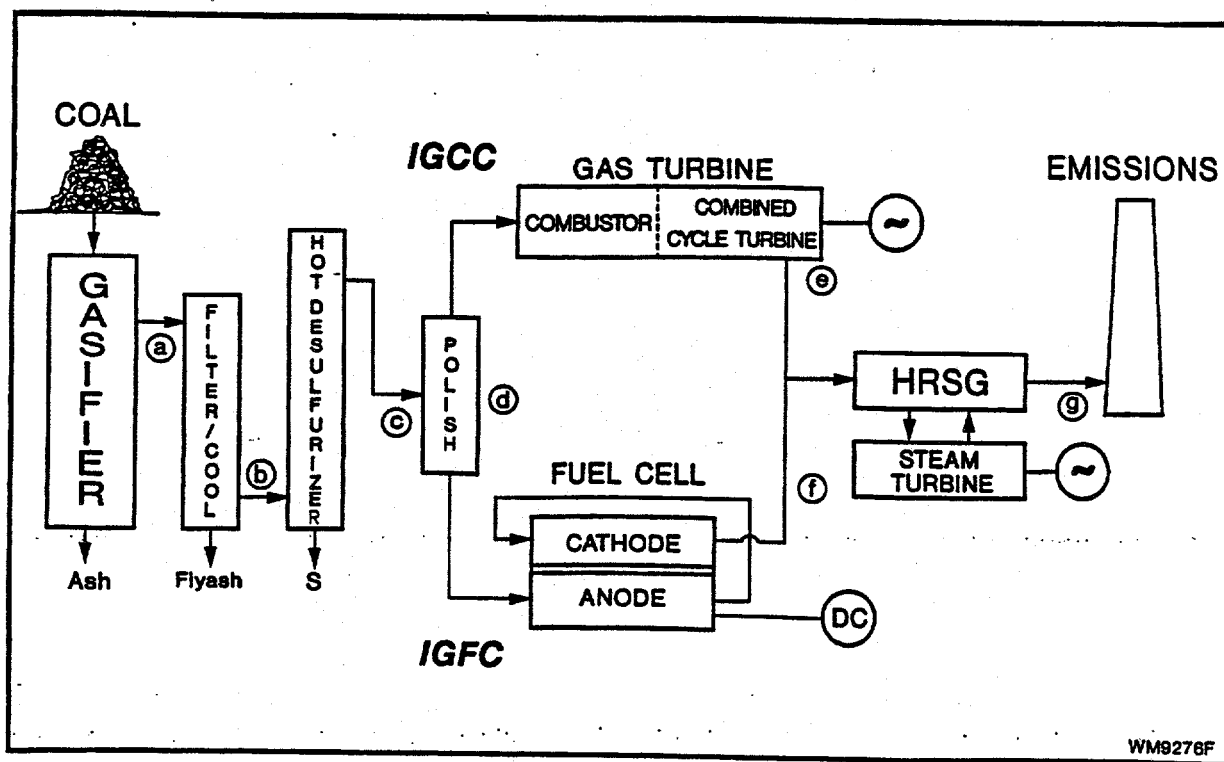 COAL
GASIFIER
Ash
ⓐ
FILTER/COOL
Flyash
ⓑ
HOT DESULFURIZER
S
ⓒ
POLISH
ⓓ
IGCC
GAS TURBINE
COMBUSTOR
COMBINED
CYCLE TURBINE
~
ⓔ
FUEL CELL
CATHODE
ANODE
DC
IGFC
ⓕ
HRSG
STEAM
TURBINE
~
ⓖ
EMISSIONS
WM9276F